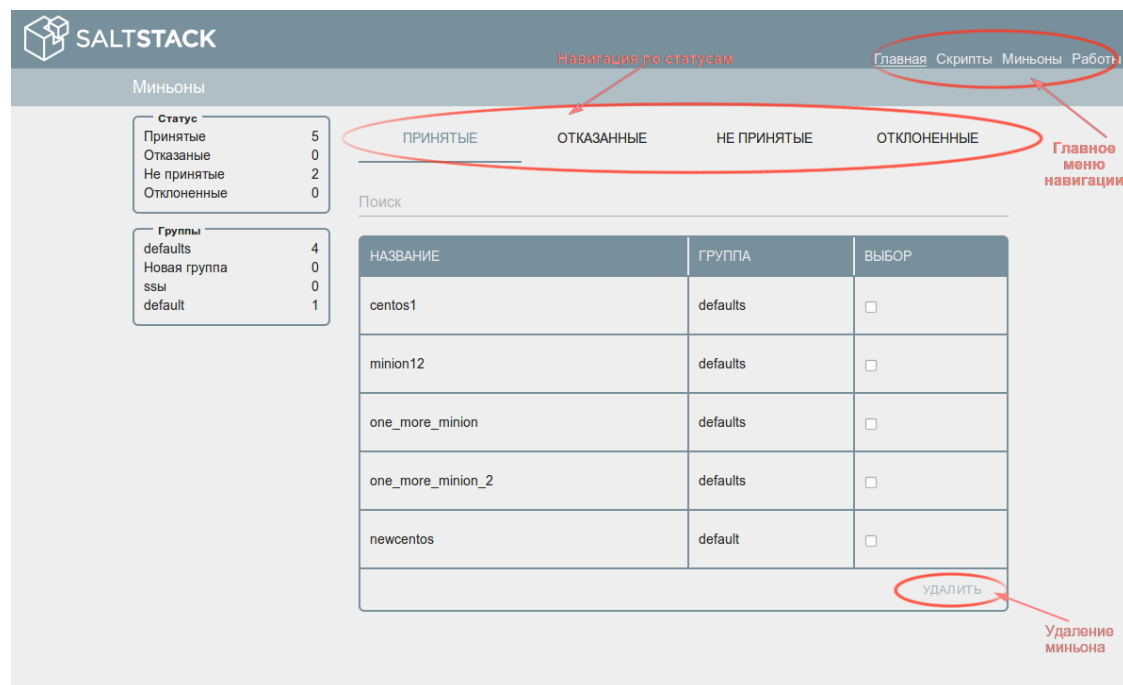 SALTSTACK
Навигация по статусам
Главная Скрипты Миньоны Работы
Миньоны
Статус
Принятые 5
Отказаные 0
Не принятые 2
Отклоненные 0
ПРИНЯТЫЕ ОТКАЗАННЫЕ НЕ ПРИНЯТЫЕ ОТКЛОНЕННЫЕ
Главное
меню
навигации
Поиск
Группы
defaults 4
Новая группа 0
ssы 0
default 1
НАЗВАНИЕ ГРУППА ВЫБОР
centos1 defaults
minion12 defaults
one_more_minion defaults
one_more_minion_2 defaults
newcentos default
УДАЛИТЬ
Удаление
миньона